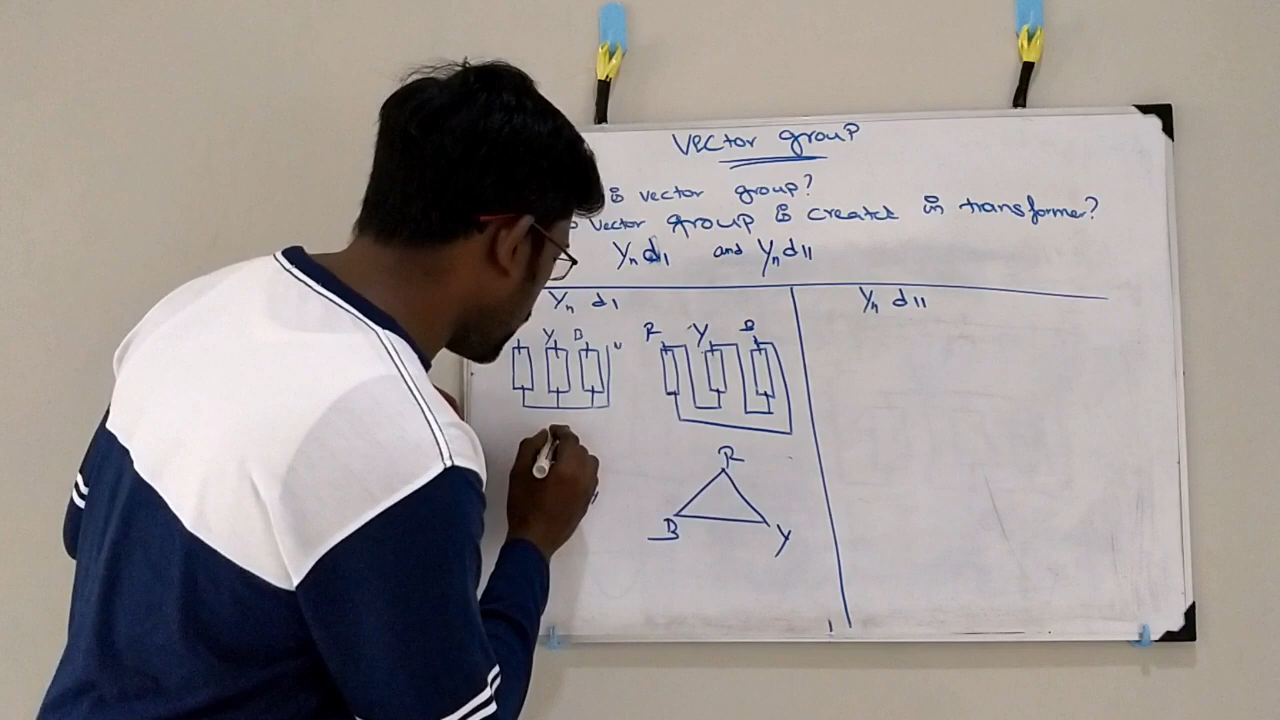 Vector group
is vector group?
vector group is created in transformer?
Yn d1 and Yn d11
Yn d1
Yn d11
Y B
R Y B
R
B Y